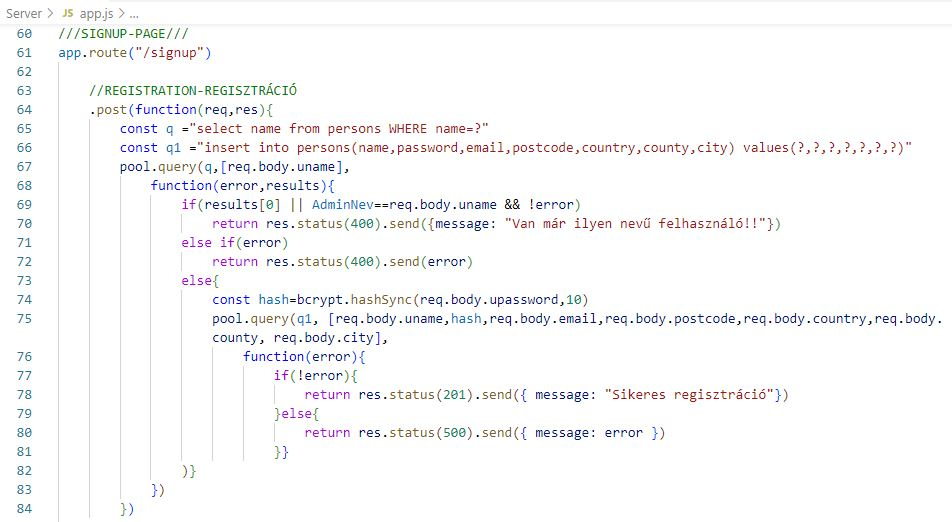 Server > JS app.js > ...
60 ///SIGNUP-PAGE///
61 app.route("/signup")
62
63 //REGISTRATION-REGISZTRÁCIÓ
64 .post(function(req,res){
65 const q ="select name from persons WHERE name=?"
66 const q1 ="insert into persons(name,password,email,postcode,country,county,city) values(?,?,?,?,?,?,?)"
67 pool.query(q,[req.body.uname],
68 function(error,results){
69 if(results[0] || AdminNev==req.body.uname && !error)
70 return res.status(400).send({message: "Van már ilyen nevű felhasználó!!"})
71 else if(error)
72 return res.status(400).send(error)
73 else{
74 const hash=bcrypt.hashSync(req.body.upassword,10)
75 pool.query(q1, [req.body.uname,hash,req.body.email,req.body.postcode,req.body.country,req.body.
county, req.body.city],
76 function(error){
77 if(!error){
78 return res.status(201).send({ message: "Sikeres regisztráció"})
79 }else{
80 return res.status(500).send({ message: error })
81 }}
82 )}
83 })
84 })